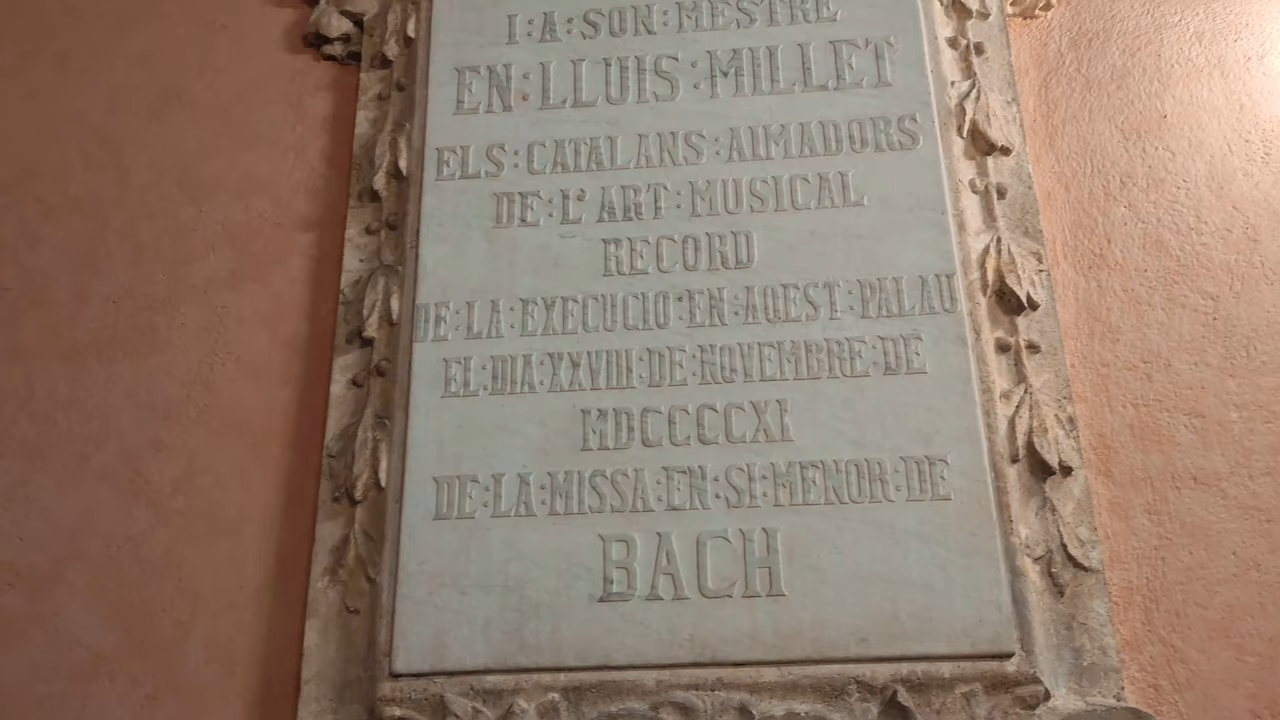 I:A:SON:MESTRE
EN:LLUIS:MILLET
ELS:CATALANS:AIMADORS
DE:L'ART:MUSICAL
RECORD
DE:LA:EXECUCIO:EN:AQEST:PALAU
EL:DIA:XXVIII:DE:NOVEMBRE:DE
MDCCCCXI
DE:LA:MISSA:EN:SI:MENOR:DE
BACH